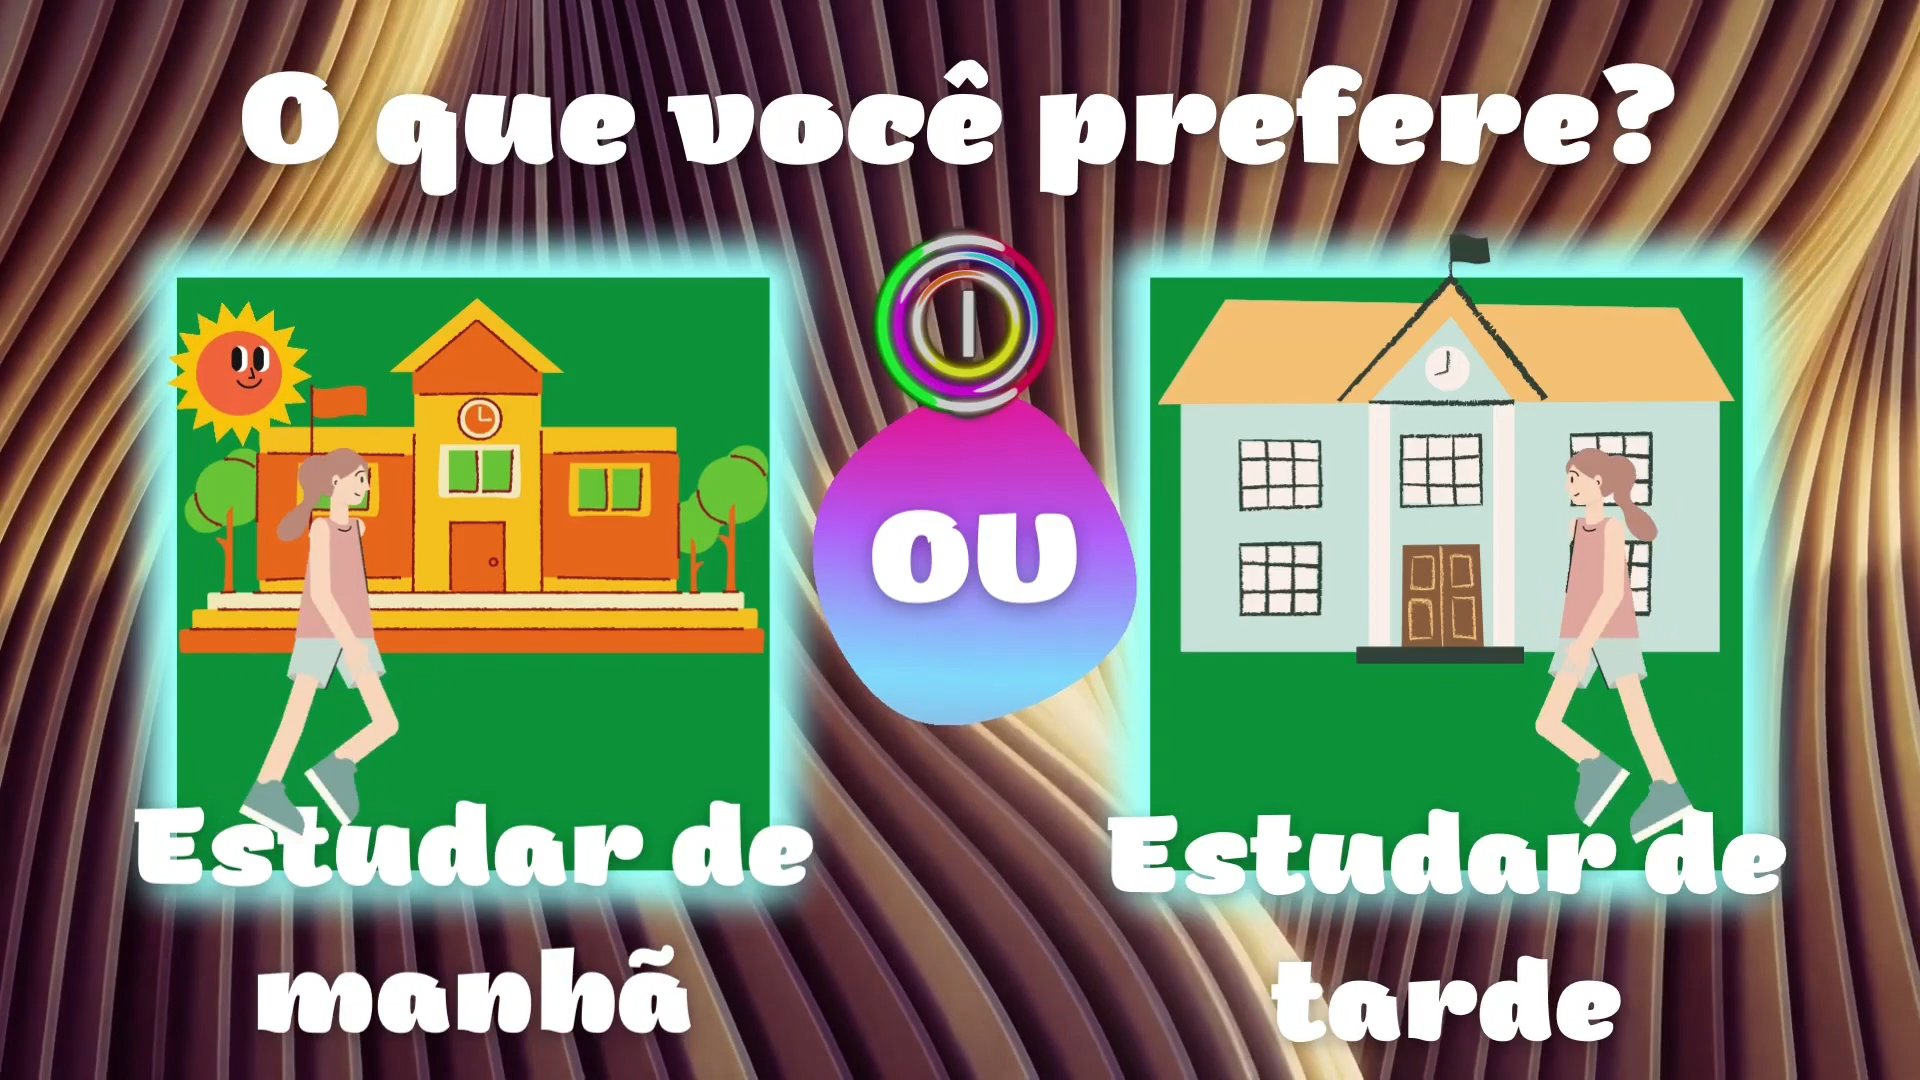 O que você prefere?
OU
Estudar de
manhã
Estudar de
tarde